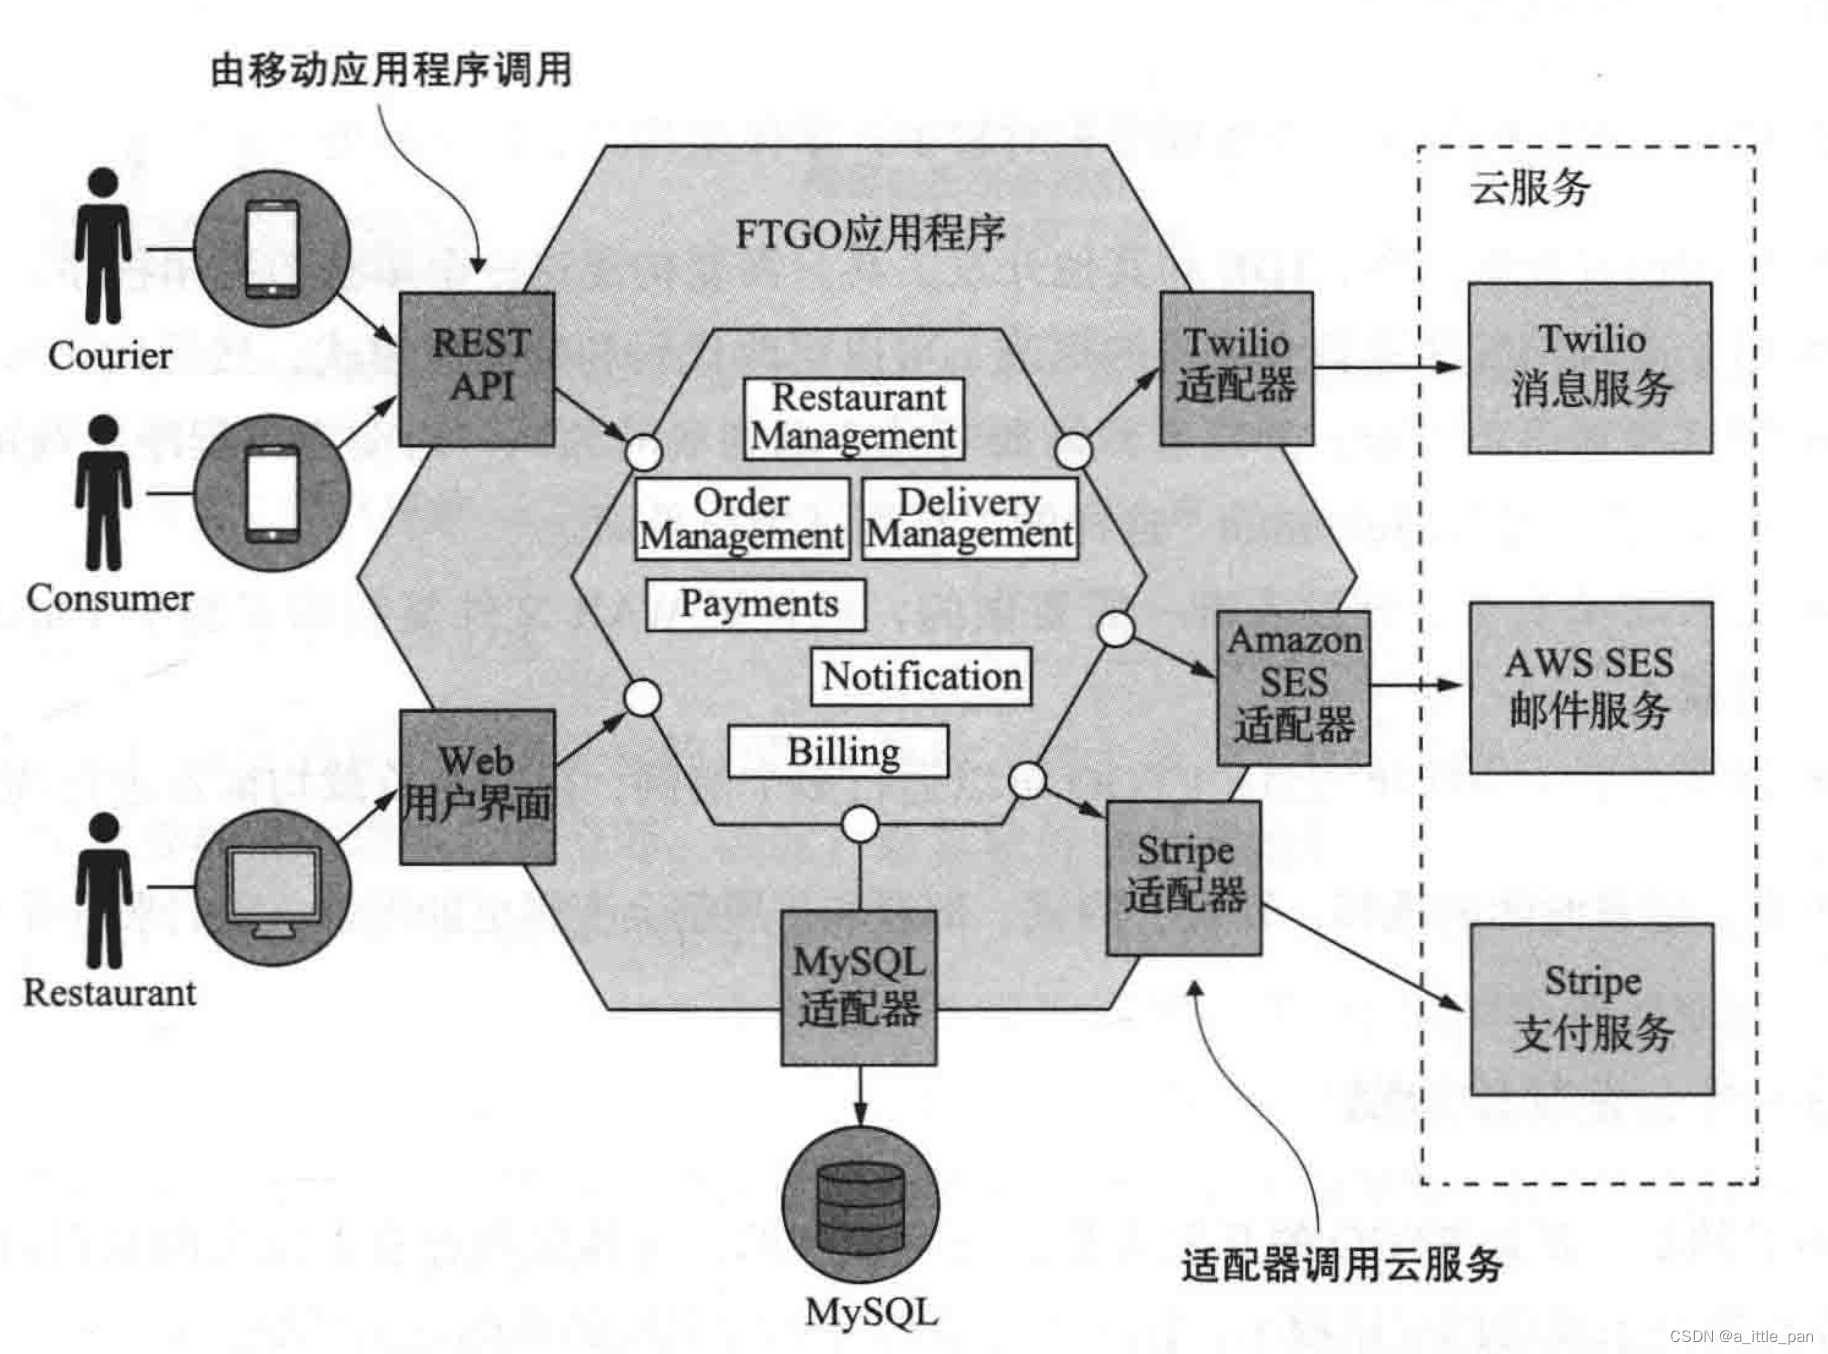 由移动应用程序调用
FTGO应用程序
云服务
Courier
REST
API
Twilio
适配器
Twilio
消息服务
Restaurant
Management
Order
Management
Delivery
Management
Consumer
Payments
Notification
Billing
Amazon
SES
适配器
AWS SES
邮件服务
Web
用户界面
Stripe
适配器
Restaurant
MySQL
适配器
Stripe
支付服务
适配器调用云服务
MySQL
CSDN @a_ittle_pan